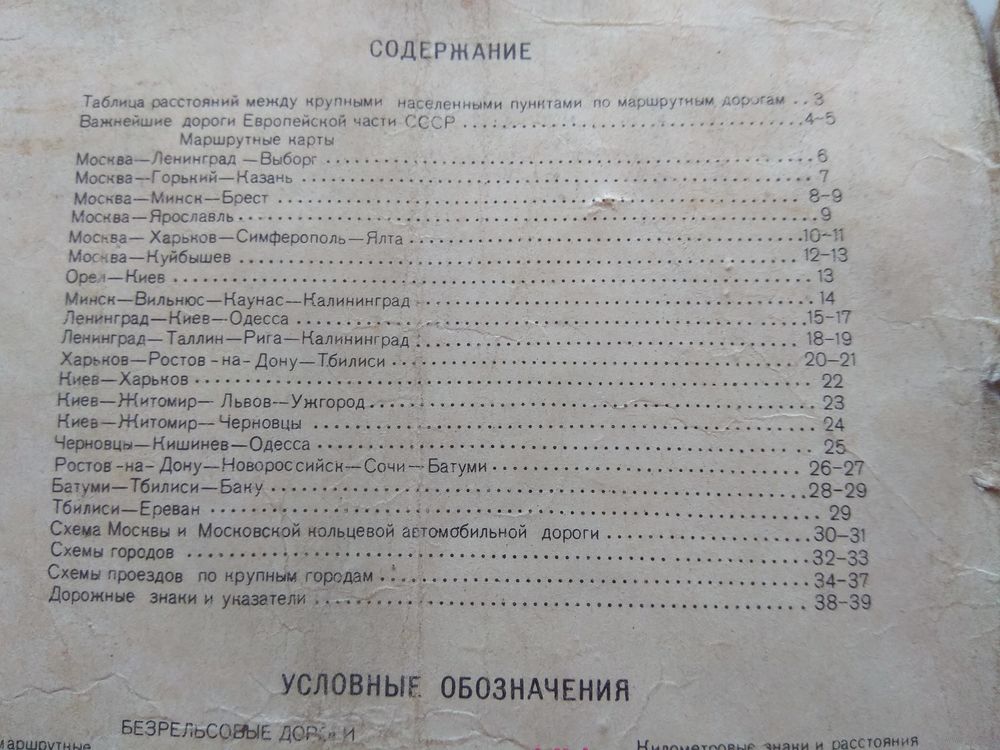 СОДЕРЖАНИЕ
Таблица расстояний между крупными населенными пунктами по маршрутным дорогам . . 3
Важнейшие дороги Европейской части СССР . . . . . . . . . . 4–5
Маршрутные карты
Москва—Ленинград—Выборг . . . . . . . . . . 6
Москва—Горький—Казань . . . . . . . . . . 7
Москва—Минск—Брест . . . . . . . . . . 8–9
Москва—Ярославль . . . . . . . . . . 9
Москва—Харьков—Симферополь—Ялта . . . . . . . . . . 10–11
Москва—Куйбышев . . . . . . . . . . 12–13
Орел—Киев . . . . . . . . . . 13
Минск—Вильнюс—Каунас—Калининград . . . . . . . . . . 14
Ленинград—Киев—Одесса . . . . . . . . . . 15–17
Ленинград—Таллин—Рига—Калининград . . . . . . . . . . 18–19
Харьков—Ростов-на-Дону—Тбилиси . . . . . . . . . . 20–21
Киев—Харьков . . . . . . . . . . 22
Киев—Житомир—Львов—Ужгород . . . . . . . . . . 23
Киев—Житомир—Черновцы . . . . . . . . . . 24
Черновцы—Кишинев—Одесса . . . . . . . . . . 25
Ростов-на-Дону—Новороссийск—Сочи—Батуми . . . . . . . . . . 26–27
Батуми—Тбилиси—Баку . . . . . . . . . . 28–29
Тбилиси—Ереван . . . . . . . . . . 29
Схема Москвы и Московской кольцевой автомобильной дороги . . . . . . . . . . 30–31
Схемы городов . . . . . . . . . . 32–33
Схемы проездов по крупным городам . . . . . . . . . . 34–37
Дорожные знаки и указатели . . . . . . . . . . 38–39
УСЛОВНЫЕ ОБОЗНАЧЕНИЯ
БЕЗРЕЛЬСОВЫЕ ДОРОГИ
маршрутные Километровые знаки и расстояния